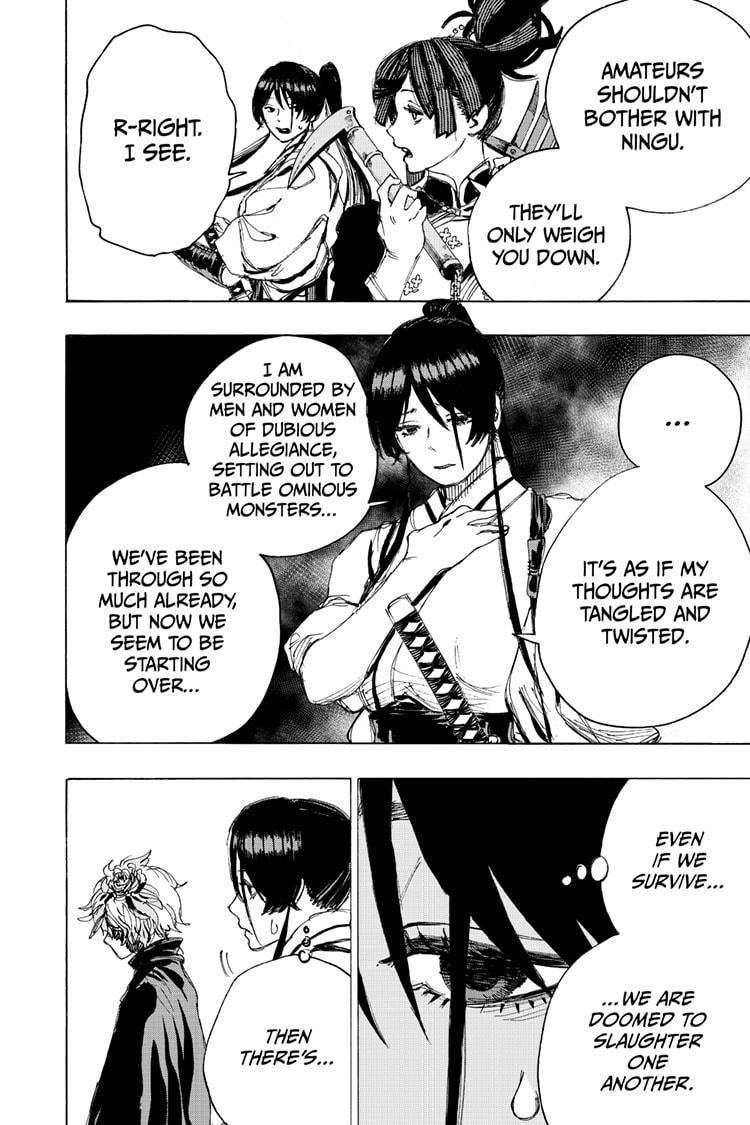 AMATEURS
SHOULDN'T
BOTHER WITH
NINGU.
THEY'LL
ONLY WEIGH
YOU DOWN.
R-RIGHT.
I SEE.
...
IT'S AS IF MY
THOUGHTS ARE
TANGLED AND
TWISTED.
I AM
SURROUNDED BY
MEN AND WOMEN
OF DUBIOUS
ALLEGIANCE,
SETTING OUT TO
BATTLE OMINOUS
MONSTERS...
WE'VE BEEN
THROUGH SO
MUCH ALREADY,
BUT NOW WE
SEEM TO BE
STARTING
OVER...
EVEN
IF WE
SURVIVE...
...WE ARE
DOOMED TO
SLAUGHTER
ONE
ANOTHER.
THEN
THERE'S...